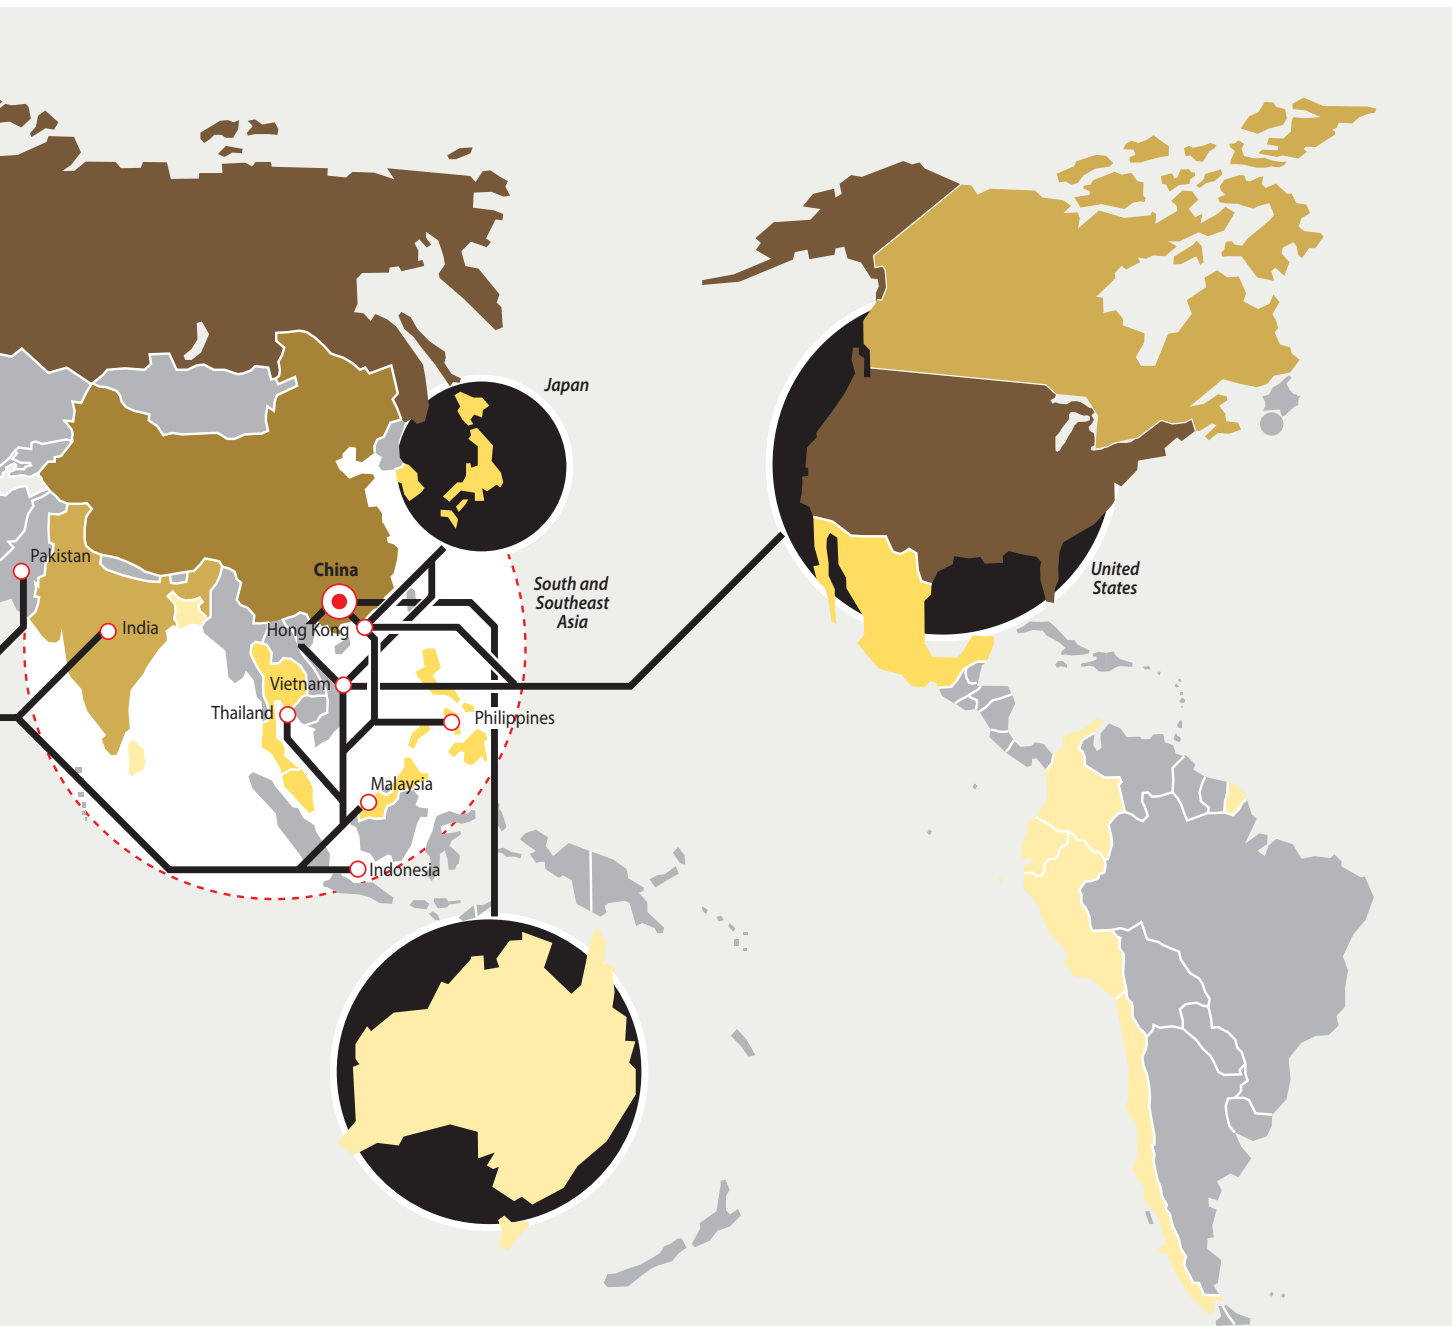 Japan
Pakistan
China
South and
Southeast
Asia
United
States
India
Hong Kong
Vietnam
Thailand
Philippines
Malaysia
Indonesia